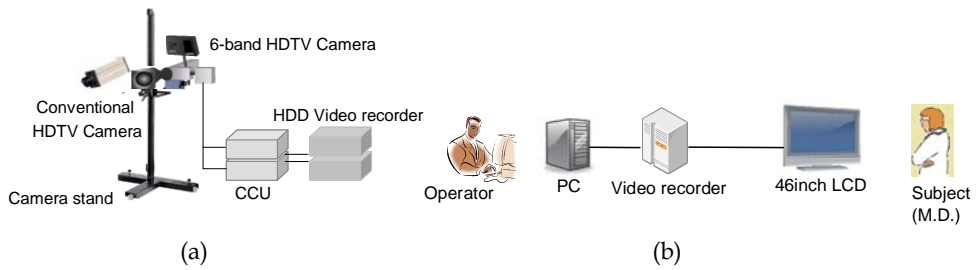 6-band HDTV Camera
Conventional
HDTV Camera
HDD Video recorder
Camera stand
CCU
(a)
Operator
PC
Video recorder
46inch LCD
Subject
(M.D.)
(b)